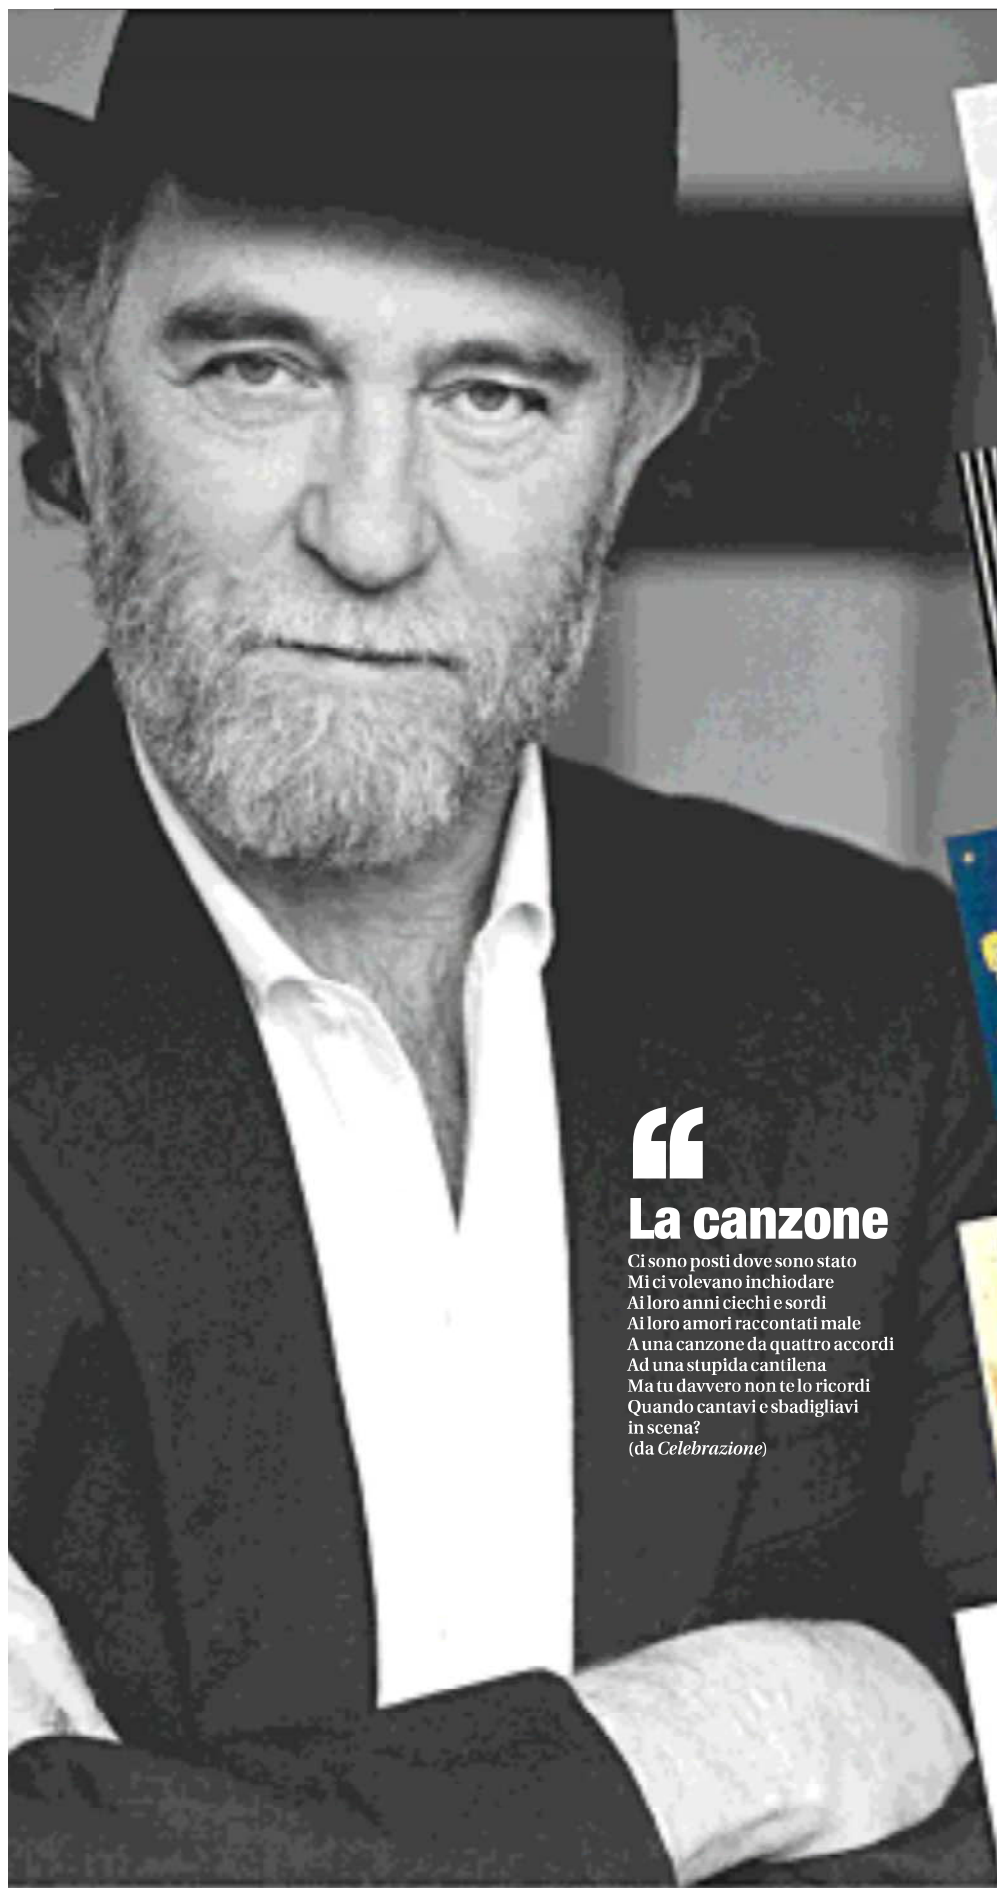 “
La canzone
Ci sono posti dove sono stato
Mi ci volevano inchiodare
Ai loro anni ciechi e sordi
Ai loro amori raccontati male
A una canzone da quattro accordi
Ad una stupida cantilena
Ma tu davvero non te lo ricordi
Quando cantavi e sbadigliavi
in scena?
(da Celebrazione)